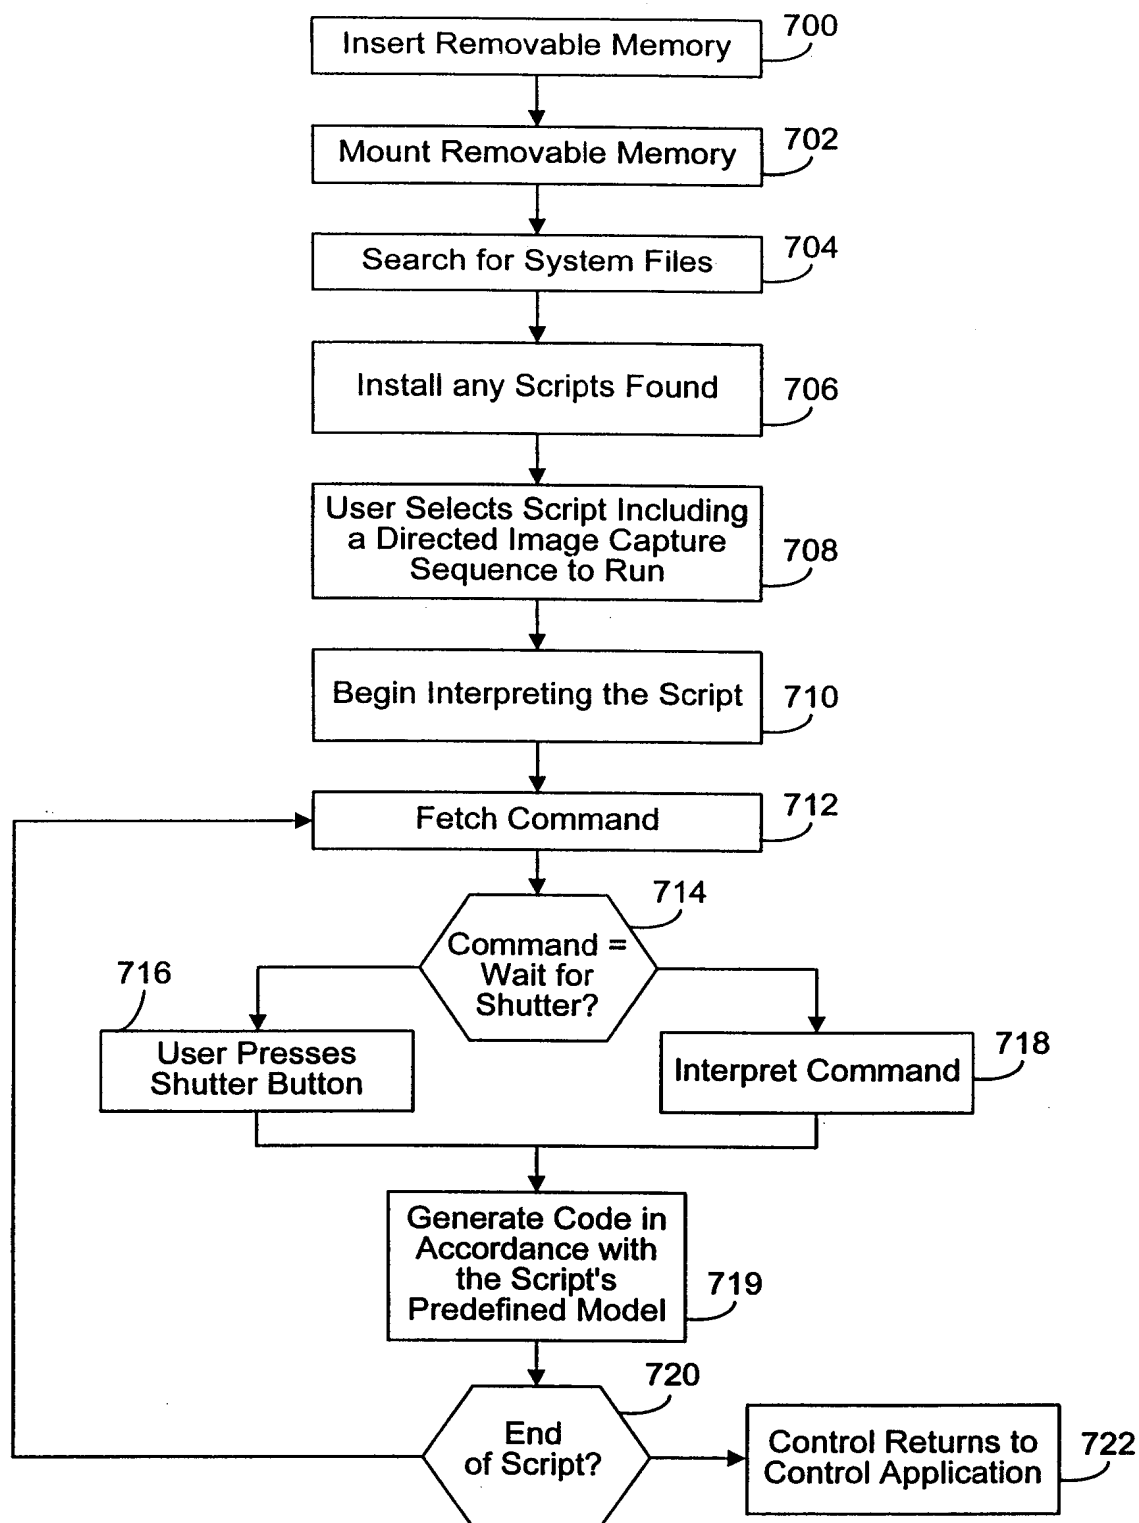 700
Insert Removable Memory
702
Mount Removable Memory
704
Search for System Files
706
Install any Scripts Found
User Selects Script Including
a Directed Image Capture
Sequence to Run
708
Begin Interpreting the Script
710
712
Fetch Command
714
Command =
Wait for
Shutter?
716
User Presses
Shutter Button
718
Interpret Command
Generate Code in
Accordance with
the Script's
Predefined Model
719
720
End
of Script?
Control Returns to
Control Application
722